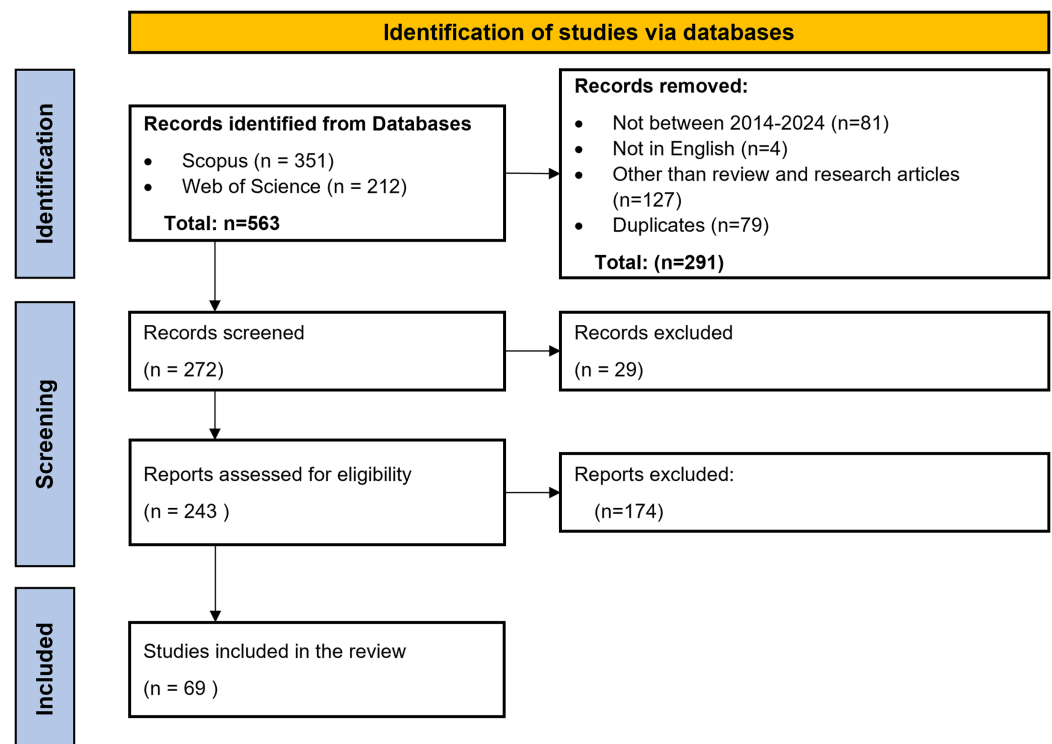 Identification of studies via databases
Identification
Records identified from Databases
• Scopus (n = 351)
• Web of Science (n = 212)
Total: n=563
Records removed:
• Not between 2014-2024 (n=81)
• Not in English (n=4)
• Other than review and research articles
(n=127)
• Duplicates (n=79)
Total: (n=291)
Screening
Records screened
(n = 272)
Records excluded
(n = 29)
Reports assessed for eligibility
(n = 243 )
Reports excluded:
(n=174)
Included
Studies included in the review
(n = 69 )